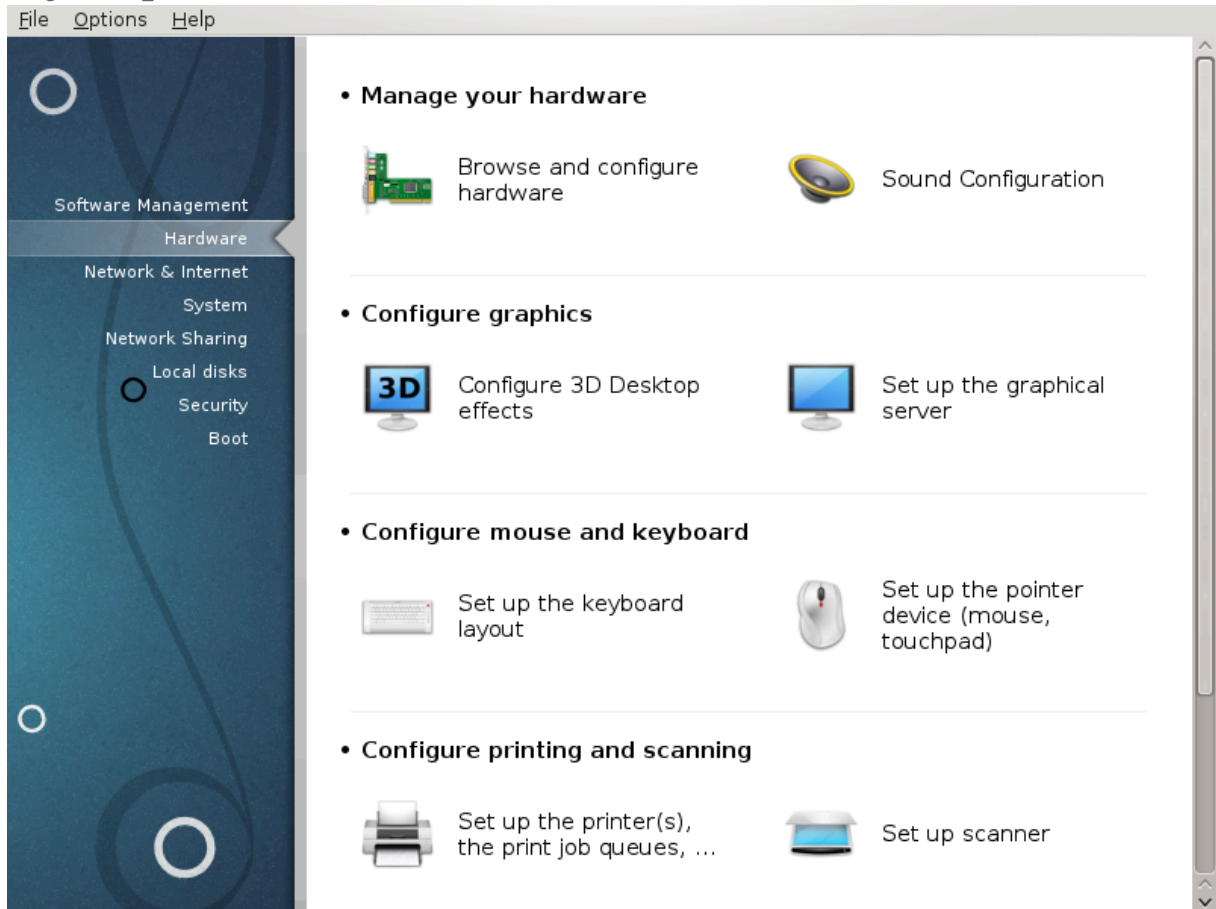 File Options Help
Software Management
Hardware
Network & Internet
System
Network Sharing
Local disks
Security
Boot
• Manage your hardware
Browse and configure
hardware
Sound Configuration
• Configure graphics
3D
Configure 3D Desktop
effects
Set up the graphical
server
• Configure mouse and keyboard
Set up the keyboard
layout
Set up the pointer
device (mouse,
touchpad)
• Configure printing and scanning
Set up the printer(s),
the print job queues, ...
Set up scanner